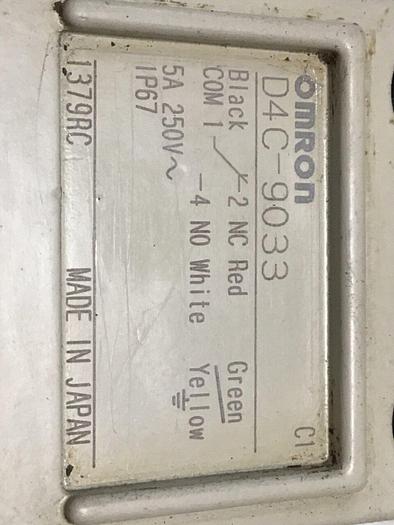 OMRON C1
D4C-9033
Black 2 NC Red Green
COM 1 4 NO White Yellow
5A 250V~
IP67
1379RC MADE IN JAPAN